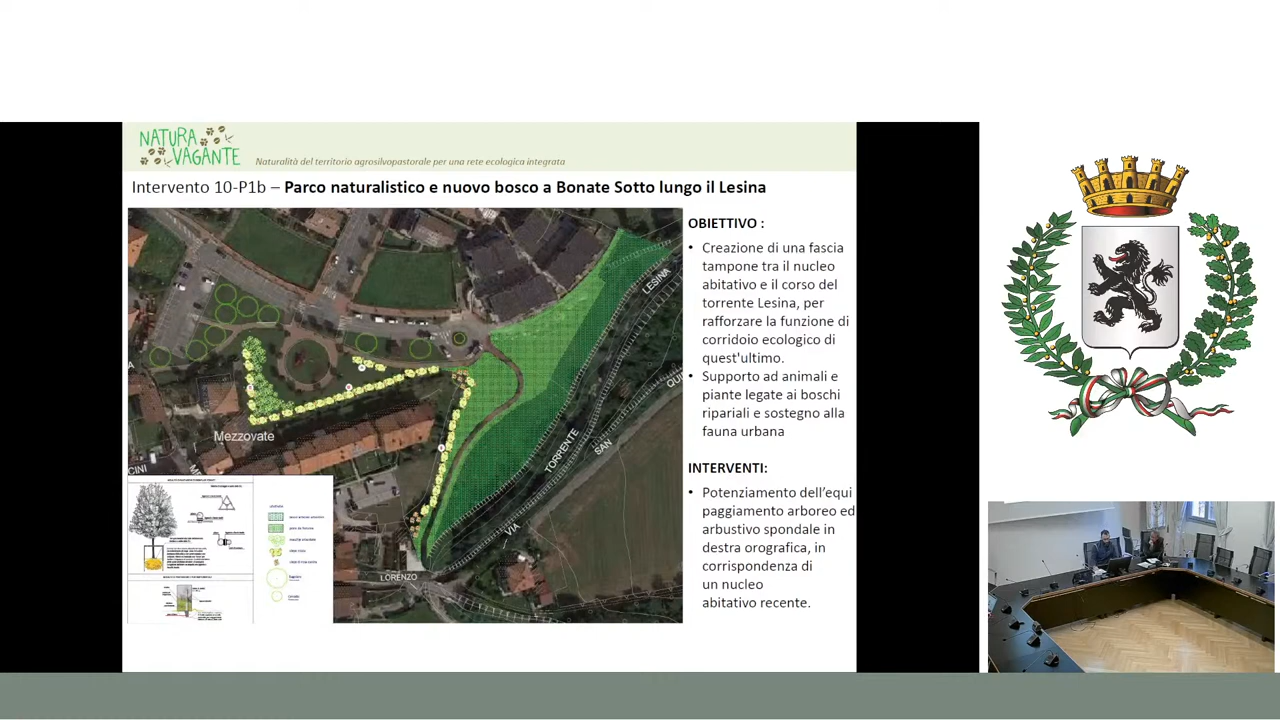 NATURA
VAGANTE
Naturalità del territorio agrosilvopastorale per una rete ecologica integrata
Intervento 10-P1b – Parco naturalistico e nuovo bosco a Bonate Sotto lungo il Lesina
LESINA
Mezzovate
TORRENTE
SAN
VIA
LORENZO
OBIETTIVO :
• Creazione di una fascia
tampone tra il nucleo
abitativo e il corso del
torrente Lesina, per
rafforzare la funzione di
corridoio ecologico di
quest'ultimo.
• Supporto ad animali e
piante legate ai boschi
ripariali e sostegno alla
fauna urbana
INTERVENTI:
• Potenziamento dell'equi
paggiamento arboreo ed
arbusto spondale in
destra orografica, in
corrispondenza di
un nucleo
abitativo recente.